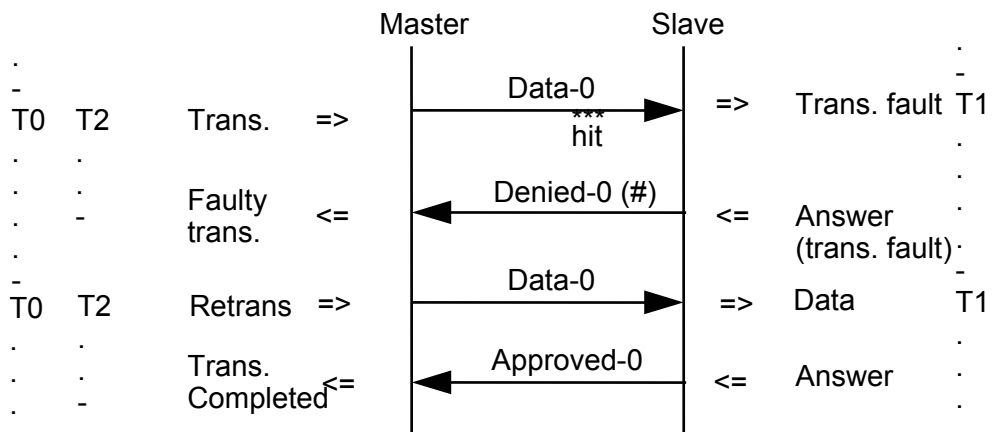 Master Slave
.
-
.
-
Data-0
T0 T2 Trans. => => Trans. fault T1
***
hit
. . .
. . .
Denied-0 (#)
. - Faulty trans. <= <= Answer (trans. fault) .
. .
- -
Data-0
T0 T2 Retrans => => Data T1
. . .
Approved-0
. . Trans. Completed <= <= Answer .
. - .